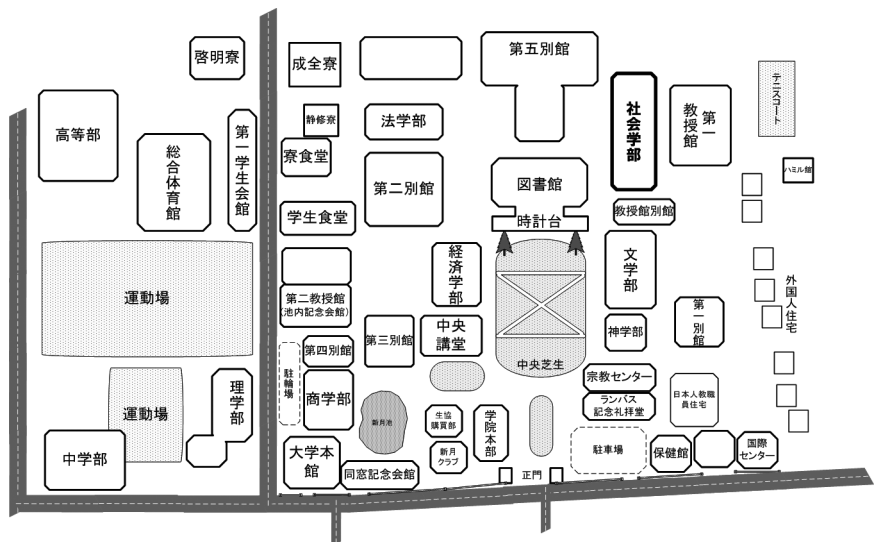 啓明寮
成全寮
第五別館
テニスコート
高等部
総合体育館
第一学生会館
静修寮
寮食堂
法学部
社会学部
第一教授館
第二別館
図書館
ハミル館
時計台
学生食堂
教授館別館
運動場
経済学部
文学部
外国人住宅
第二教授館
(池内記念会館)
中央講堂
第三別館
第四別館
神学部
第一別館
中央芝生
駐輪場
運動場
理学部
商学部
新月池
宗教センター
ランバス
記念礼拝堂
日本人教職
員住宅
生協
購買部
学院本部
中学部
大学本館
同窓記念会館
新月
クラブ
正門
駐車場
保健館
国際
センター